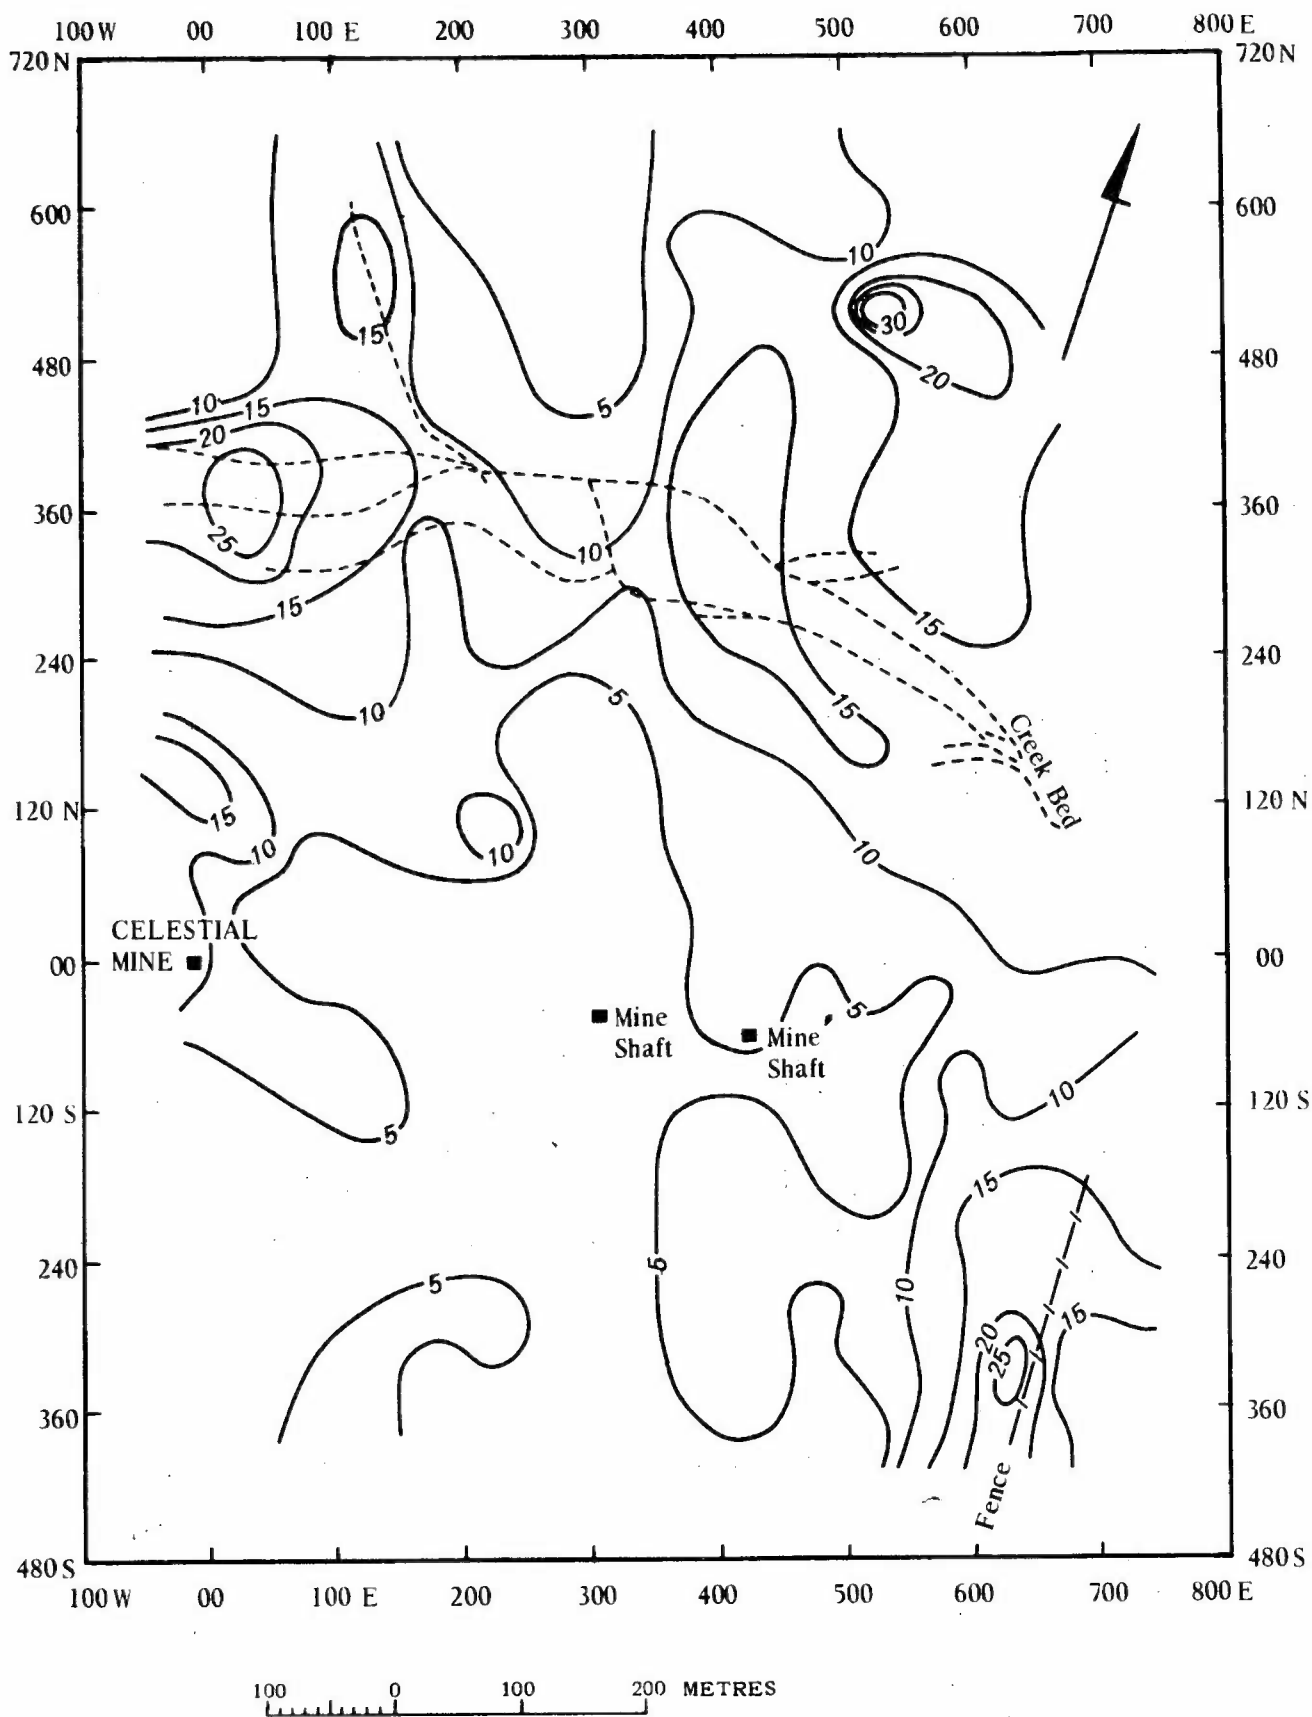 100 W 00 100 E 200 300 400 500 600 700 800 E
720 N 720 N
600 600
10
15
30
480 480
20
10 15 5
20
360 360
25 10
15 15
240 240
5
10 15
Creek Bed
120 N 120 N
15
10 10 10
CELESTIAL
MINE
00 00
5
Mine
Shaft
Mine
Shaft
10
120 S 120 S
5
15
240 5 240
5 10
15
20
25
360 360
Fence
480 S 480 S
100 W 00 100 E 200 300 400 500 600 700 800 E
100 0 100 200 METRES